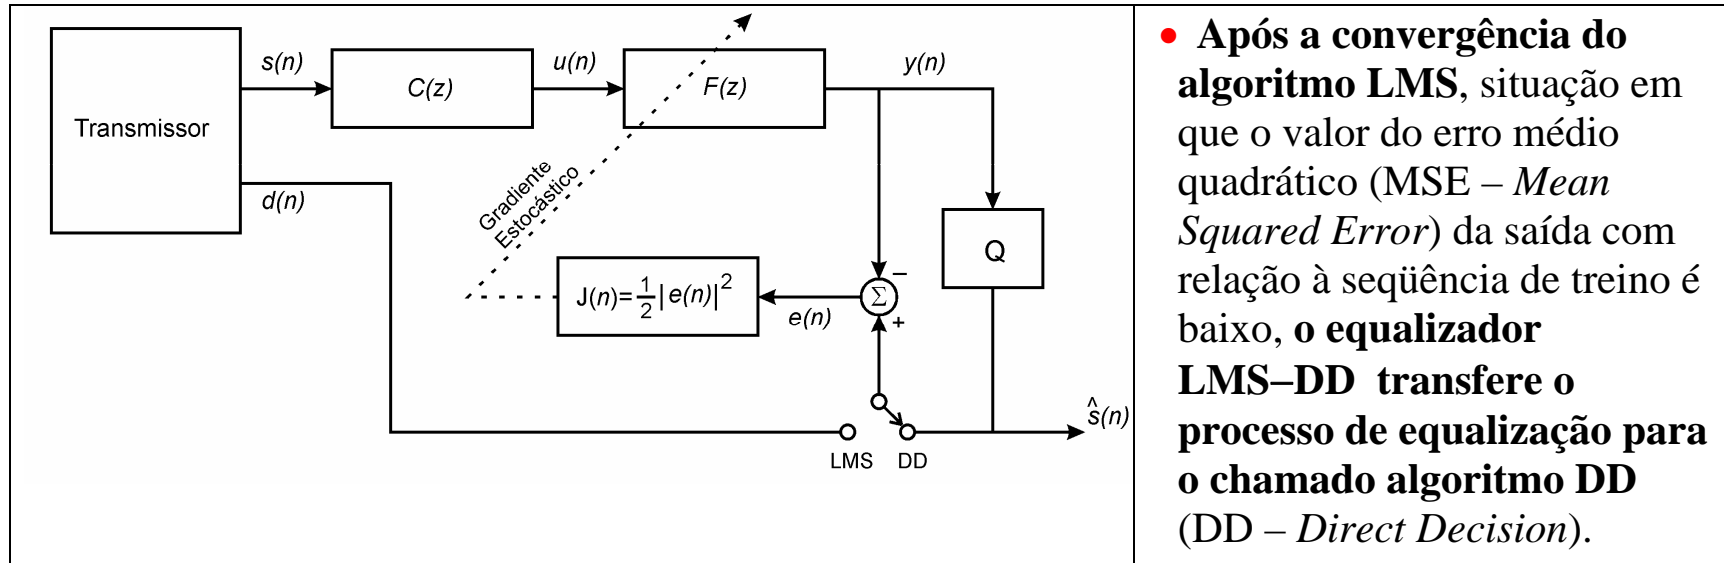 Transmissor
s(n)
C(z)
u(n)
F(z)
y(n)
d(n)
Gradiente
Estocástico
Q
J(n)=1/2|e(n)|²
e(n)
−
Σ
+
LMS
DD
ŝ(n)
• Após a convergência do
algoritmo LMS, situação em
que o valor do erro médio
quadrático (MSE – Mean
Squared Error) da saída com
relação à seqüência de treino é
baixo, o equalizador
LMS–DD transfere o
processo de equalização para
o chamado algoritmo DD
(DD – Direct Decision).